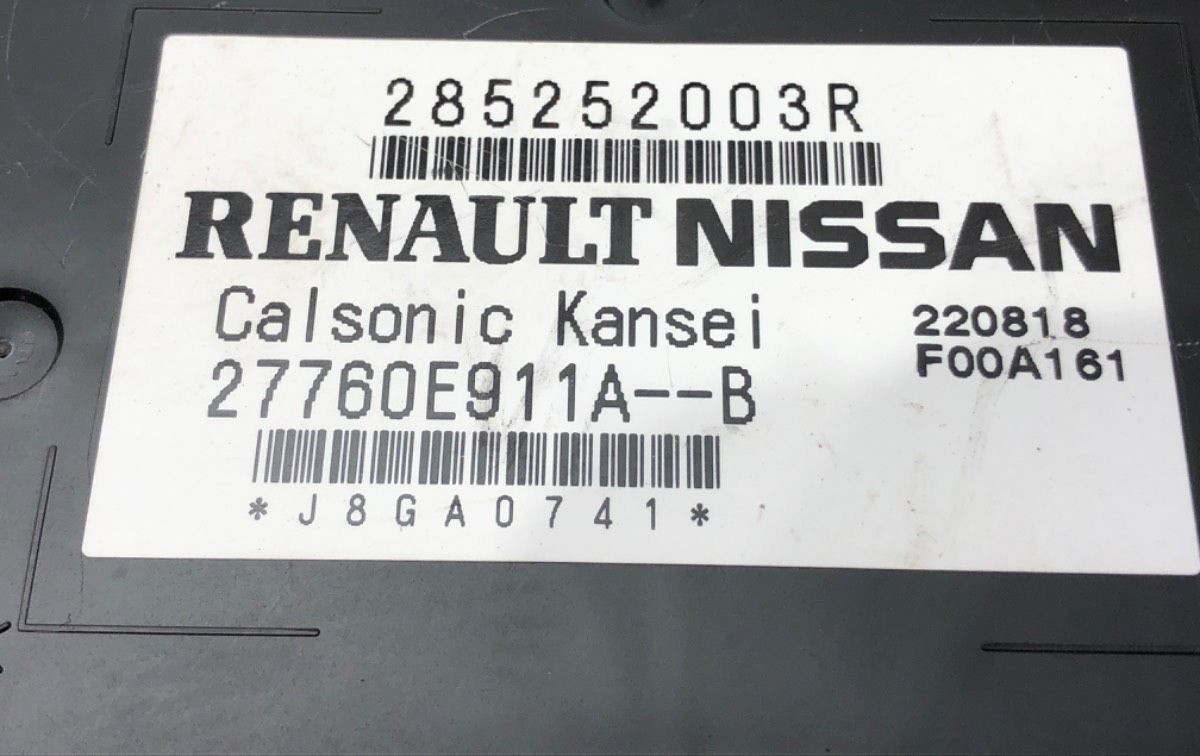 285252003R
RENAULT NISSAN
Calsonic Kansei
27760E911A--B
220818
F00A161
*J8GA0741*